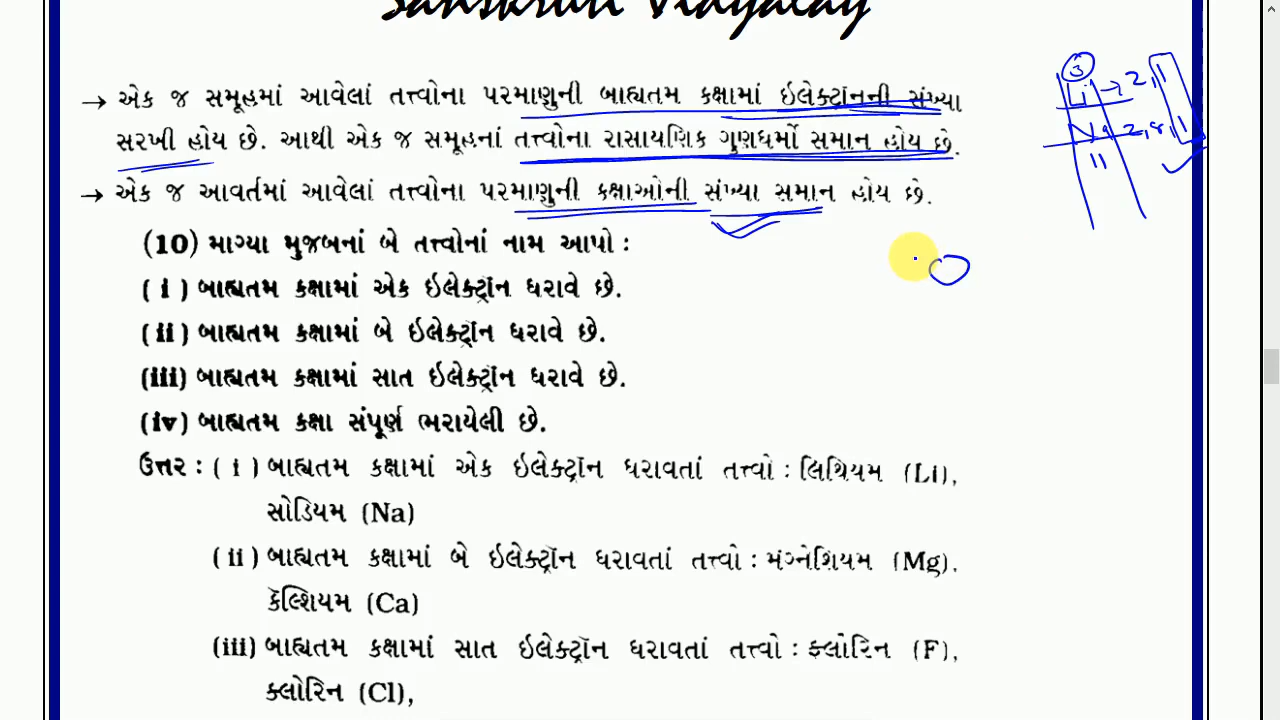 Sanskruti Vidyalay
→ એક જ સમૂહમાં આવેલાં તત્ત્વોના પરમાણુની બાહ્યતમ કક્ષામાં ઇલેક્ટ્રૉનની સંખ્યા
સરખી હોય છે. આથી એક જ સમૂહનાં તત્ત્વોના રાસાયણિક ગુણધર્મો સમાન હોય છે.
→ એક જ આવર્તમાં આવેલાં તત્ત્વોના પરમાણુની કક્ષાઓની સંખ્યા સમાન હોય છે.
(10) માગ્યા મુજબનાં બે તત્ત્વોનાં નામ આપો :
( i ) બાહ્યતમ કક્ષામાં એક ઇલેક્ટ્રૉન ધરાવે છે.
(ii ) બાહ્યતમ કક્ષામાં બે ઇલેક્ટ્રૉન ધરાવે છે.
(iii) બાહ્યતમ કક્ષામાં સાત ઇલેક્ટ્રૉન ધરાવે છે.
(iv) બાહ્યતમ કક્ષા સંપૂર્ણ ભરાયેલી છે.
ઉત્તર : ( i ) બાહ્યતમ કક્ષામાં એક ઇલેક્ટ્રૉન ધરાવતાં તત્ત્વો : લિથિયમ (Li),
સોડિયમ (Na)
(ii ) બાહ્યતમ કક્ષામાં બે ઇલેક્ટ્રૉન ધરાવતાં તત્ત્વો : મૅગ્નેશિયમ (Mg),
કૅલ્શિયમ (Ca)
(iii) બાહ્યતમ કક્ષામાં સાત ઇલેક્ટ્રૉન ધરાવતાં તત્ત્વો : ફ્લોરિન (F),
ક્લોરિન (Cl),
3
Li → 2, 1
Na 2, 8, 1
11